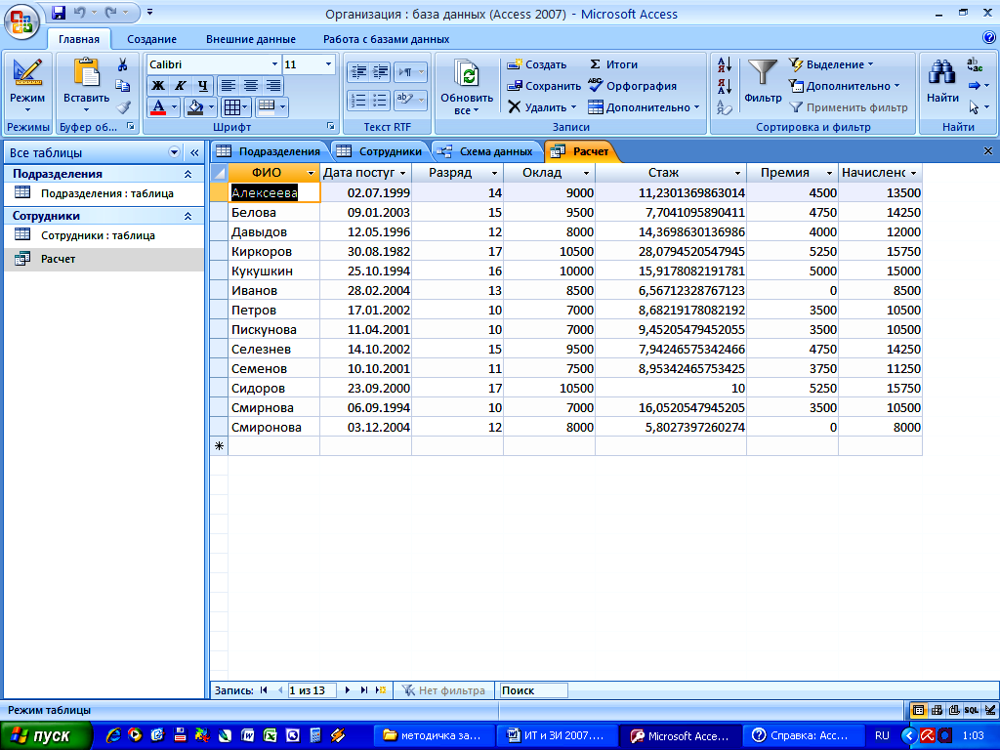 Организация : база данных (Access 2007) - Microsoft Access
Главная Создание Внешние данные Работа с базами данных
Calibri 11
Ж К Ч
Режим Вставить
Обновить все
Создать Сохранить Удалить
Итоги Орфография Дополнительно
Фильтр
Выделение Дополнительно Применить фильтр
Найти
Режимы Буфер об... Шрифт Текст RTF Записи Сортировка и фильтр Найти
Все таблицы
Подразделения
Подразделения : таблица
Сотрудники
Сотрудники : таблица
Расчет
Подразделения Сотрудники Схема данных Расчет
ФИО Дата постуг Разряд Оклад Стаж Премия Начисленс
Алексеева 02.07.1999 14 9000 11,2301369863014 4500 13500
Белова 09.01.2003 15 9500 7,7041095890411 4750 14250
Давыдов 12.05.1996 12 8000 14,3698630136986 4000 12000
Киркоров 30.08.1982 17 10500 28,0794520547945 5250 15750
Кукушкин 25.10.1994 16 10000 15,9178082191781 5000 15000
Иванов 28.02.2004 13 8500 6,56712328767123 0 8500
Петров 17.01.2002 10 7000 8,68219178082192 3500 10500
Пискунова 11.04.2001 10 7000 9,45205479452055 3500 10500
Селезнев 14.10.2002 15 9500 7,94246575342466 4750 14250
Семенов 10.10.2001 11 7500 8,95342465753425 3750 11250
Сидоров 23.09.2000 17 10500 10 5250 15750
Смирнова 06.09.1994 10 7000 16,0520547945205 3500 10500
Смиронова 03.12.2004 12 8000 5,8027397260274 0 8000
Запись: 1 из 13 Нет фильтра Поиск
Режим таблицы SQL
пуск методичка за... ИТ и ЗИ 2007.... Microsoft Acce... Справка: Acc... RU 1:03